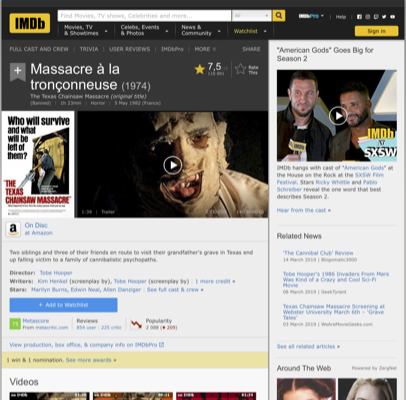 IMDb
Find Movies, TV shows, Celebrities and more...
All
IMDbPro
Help
Movies, TV
& Showtimes
Celebs, Events
& Photos
News &
Community
Watchlist
Sign in
FULL CAST AND CREW | TRIVIA | USER REVIEWS | IMDbPro | MORE
SHARE
Massacre à la
tronçonneuse (1974)
7,5
Rate
This
The Texas Chainsaw Massacre (original title)
(Banned) | 1h 23min | Horror | 5 May 1982 (France)
Who will survive
and what
will be
left of
them?
THE TEXAS
CHAINSAW
MASSACRE
1:39 | Trailer
a
On Disc
at Amazon
Two siblings and three of their friends en route to visit their grandfather's grave in Texas end
up falling victim to a family of cannibalistic psychopaths.
Director: Tobe Hooper
Writers: Kim Henkel (screenplay by), Tobe Hooper (screenplay by) | 1 more credit »
Stars: Marilyn Burns, Edwin Neal, Allen Danziger | See full cast & crew »
+ Add to Watchlist
Metascore
From metacritic.com
Reviews
225 critic
Popularity
View production, box office, & company info on IMDbPro
1 win & 1 nomination. See more awards »
Videos
"American Gods" Goes Big for
Season 2
IMDb
at
SXSW
IMDb hangs with cast of "American Gods" at
the House on the Rock at the SXSW Film
Festival. Stars Ricky Whittle and Pablo
Schreiber reveal the one word that best
describes Season 2.
Hear from the cast »
Related News
'The Cannibal Club' Review
14 March 2019 | Blogomatic3000
Tobe Hooper's 1986 Invaders From Mars
Was Kind of a Crazy and Cool Sci-Fi
Movie
09 March 2019 | GeekTyrant
Texas Chainsaw Massacre Screening at
Webster University March 6th - 'Grave
Tales'
03 March 2019 | WeAreMovieGeeks.com
See all related articles »
Around The Web
Powered by ZergNet